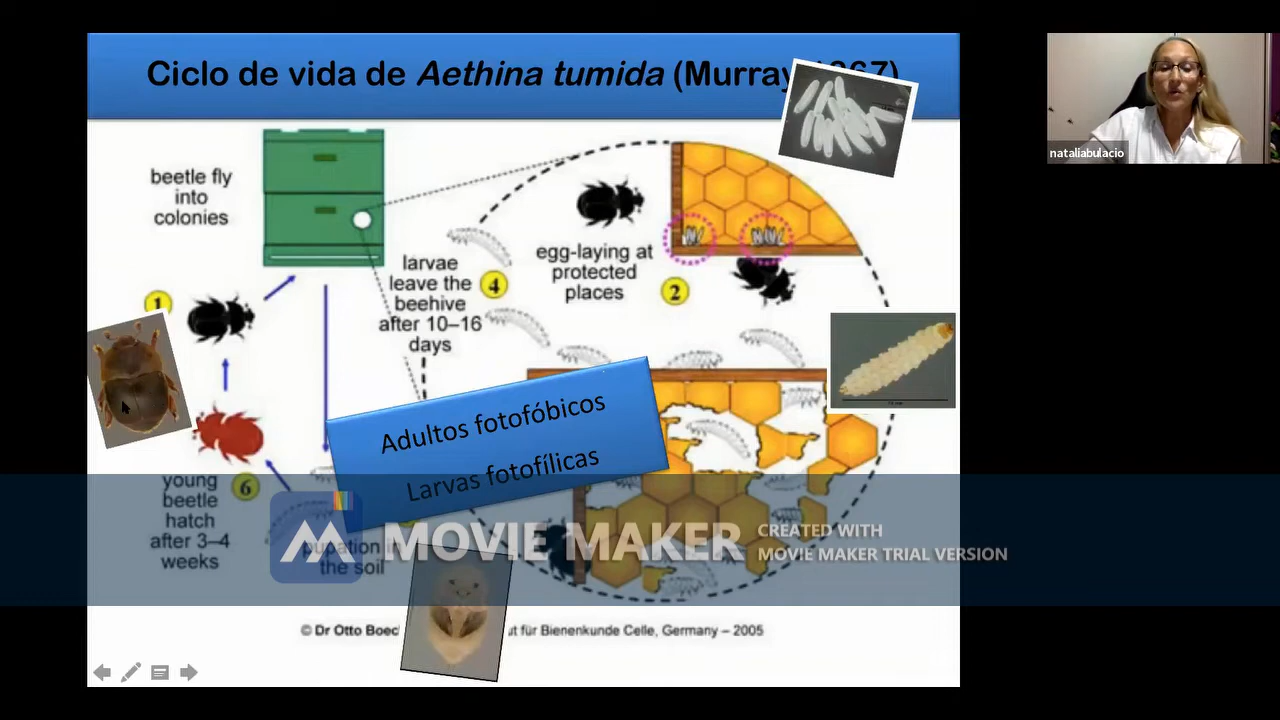 Ciclo de vida de Aethina tumida (Murray 1867)
nataliabulacio
beetle fly
into
colonies
1
larvae
leave the
beehive
after 10–16
days
4
egg-laying at
protected
places
2
Adultos fotofóbicos
Larvas fotofílicas
young
beetle
hatch
after 3–4
weeks
6
pupation in
the soil
MOVIE MAKER
CREATED WITH
MOVIE MAKER TRIAL VERSION
© Dr Otto Boec
ut für Bienenkunde Celle, Germany – 2005